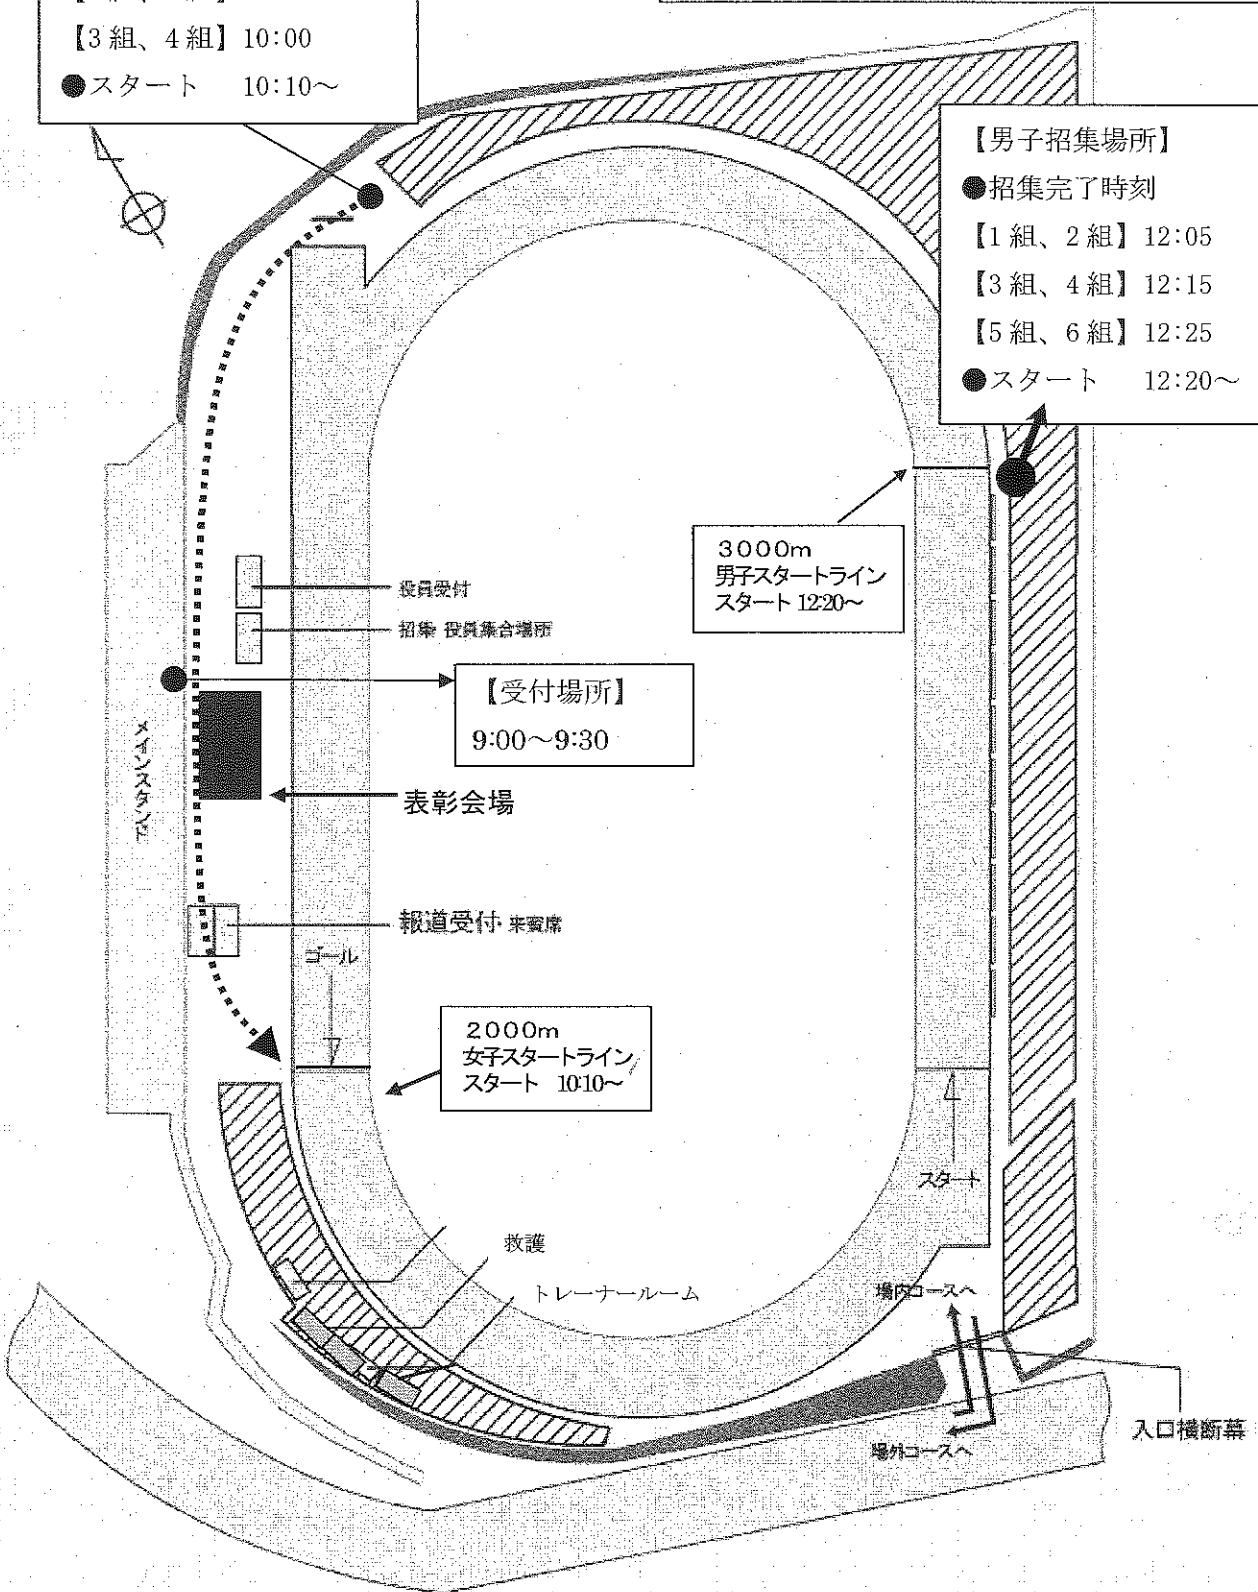 【3組、4組】10:00
●スタート 10:10～
【男子招集場所】
●招集完了時刻
【1組、2組】12:05
【3組、4組】12:15
【5組、6組】12:25
●スタート 12:20～
3000m
男子スタートライン
スタート 12:20～
役員受付
招集 役員集合場所
【受付場所】
9:00～9:30
メインスタンド
表彰会場
報道受付・来賓席
ゴール
2000m
女子スタートライン
スタート 10:10～
スタート
救護
トレーナールーム
場内コースへ
入口横断幕
場外コースへ